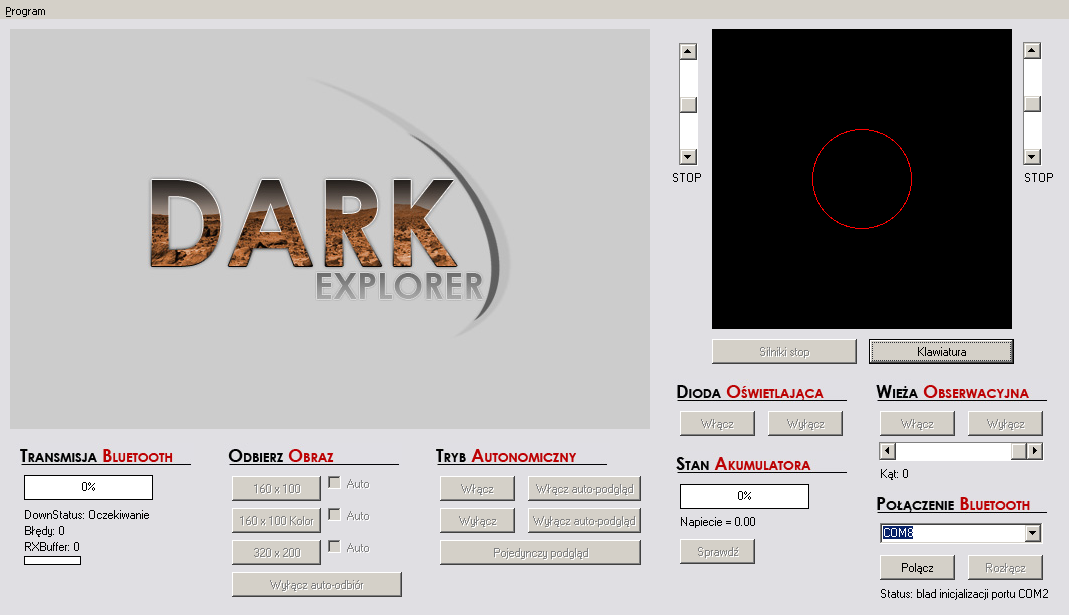 Program
DARK
EXPLORER
STOP
STOP
Silniki stop
Klawiatura
DIODA OŚWIETLAJĄCA
Włącz
Wyłącz
WIEŻA OBSERWACYJNA
Włącz
Wyłącz
Kąt: 0
TRANSMISJA BLUETOOTH
0%
DownStatus: Oczekiwanie
Błędy: 0
RXBuffer: 0
ODBIERZ OBRAZ
160 x 100
Auto
160 x 100 Kolor
Auto
320 x 200
Auto
Wyłącz auto-odbiór
TRYB AUTONOMICZNY
Włącz
Włącz auto-podgląd
Wyłącz
Wyłącz auto-podgląd
Pojedynczy podgląd
STAN AKUMULATORA
0%
Napiecie = 0.00
Sprawdź
POŁĄCZENIE BLUETOOTH
COM8
Połącz
Rozłącz
Status: blad inicjalizacji portu COM2